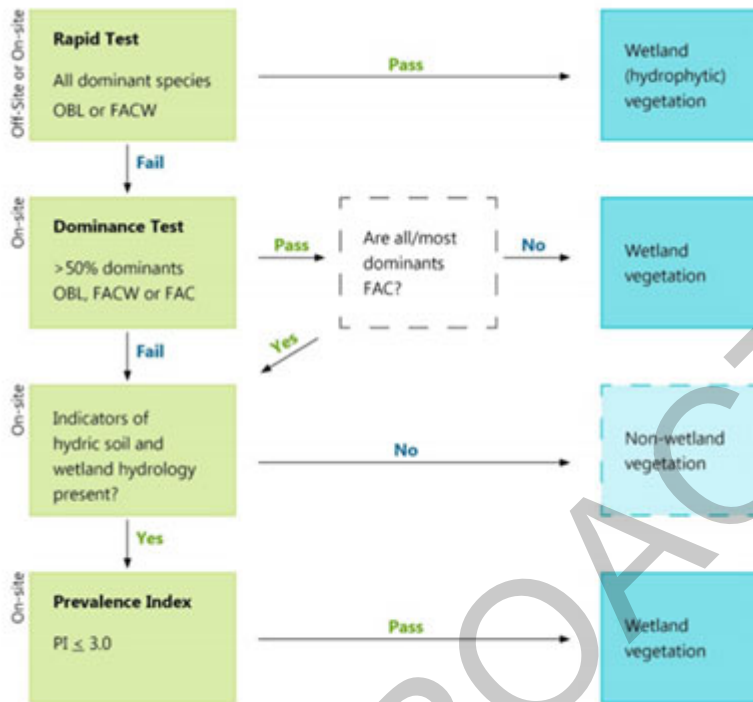 Off-Site or On-site
Rapid Test
All dominant species
OBL or FACW
Pass
Wetland
(hydrophytic)
vegetation
Fail
On-site
Dominance Test
>50% dominants
OBL, FACW or FAC
Pass
Are all/most
dominants
FAC?
No
Wetland
vegetation
Fail
Yes
On-site
Indicators of
hydric soil and
wetland hydrology
present?
No
Non-wetland
vegetation
Yes
On-site
Prevalence Index
PI ≤ 3.0
Pass
Wetland
vegetation